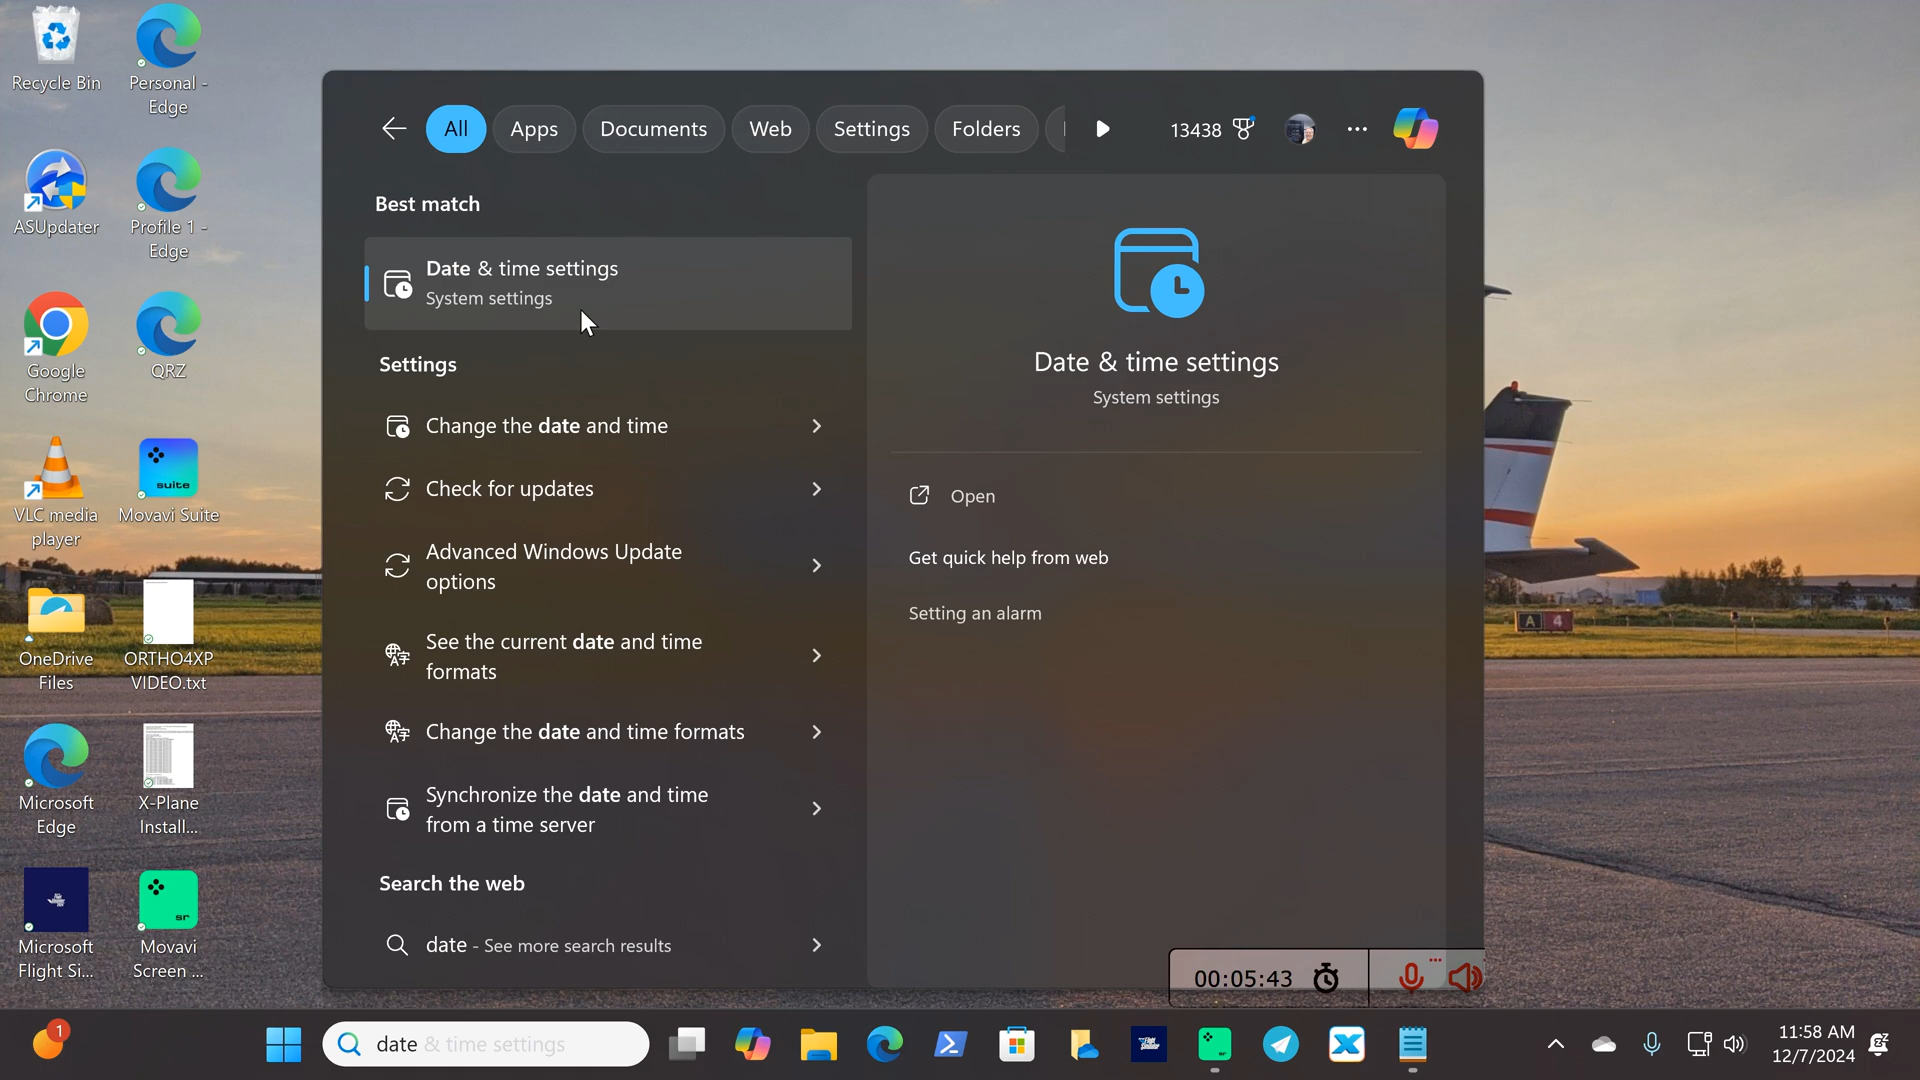 Recycle Bin
Personal -
Edge
ASUpdater
Profile 1 -
Edge
Google
Chrome
QRZ
VLC media
player
suite
Movavi Suite
OneDrive
Files
ORTHO4XP
VIDEO.txt
Microsoft
Edge
X-Plane
Install...
Microsoft
Flight Si...
sr
Movavi
Screen ...
All
Apps
Documents
Web
Settings
Folders
13438
Best match
Date & time settings
System settings
Settings
Change the date and time
Check for updates
Advanced Windows Update
options
See the current date and time
formats
Change the date and time formats
Synchronize the date and time
from a time server
Search the web
date - See more search results
Date & time settings
System settings
Open
Get quick help from web
Setting an alarm
A 4
00:05:43
1
date & time settings
sr
11:58 AM
12/7/2024